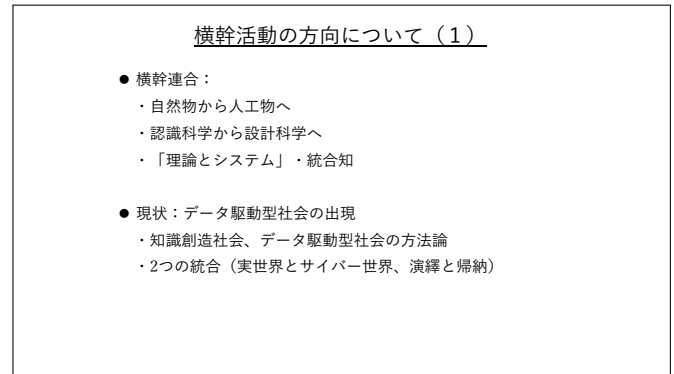 横幹活動の方向について（１）
● 横幹連合：
・自然物から人工物へ
・認識科学から設計科学へ
・「理論とシステム」・統合知
● 現状：データ駆動型社会の出現
・知識創造社会、データ駆動型社会の方法論
・2つの統合（実世界とサイバー世界、演繹と帰納）